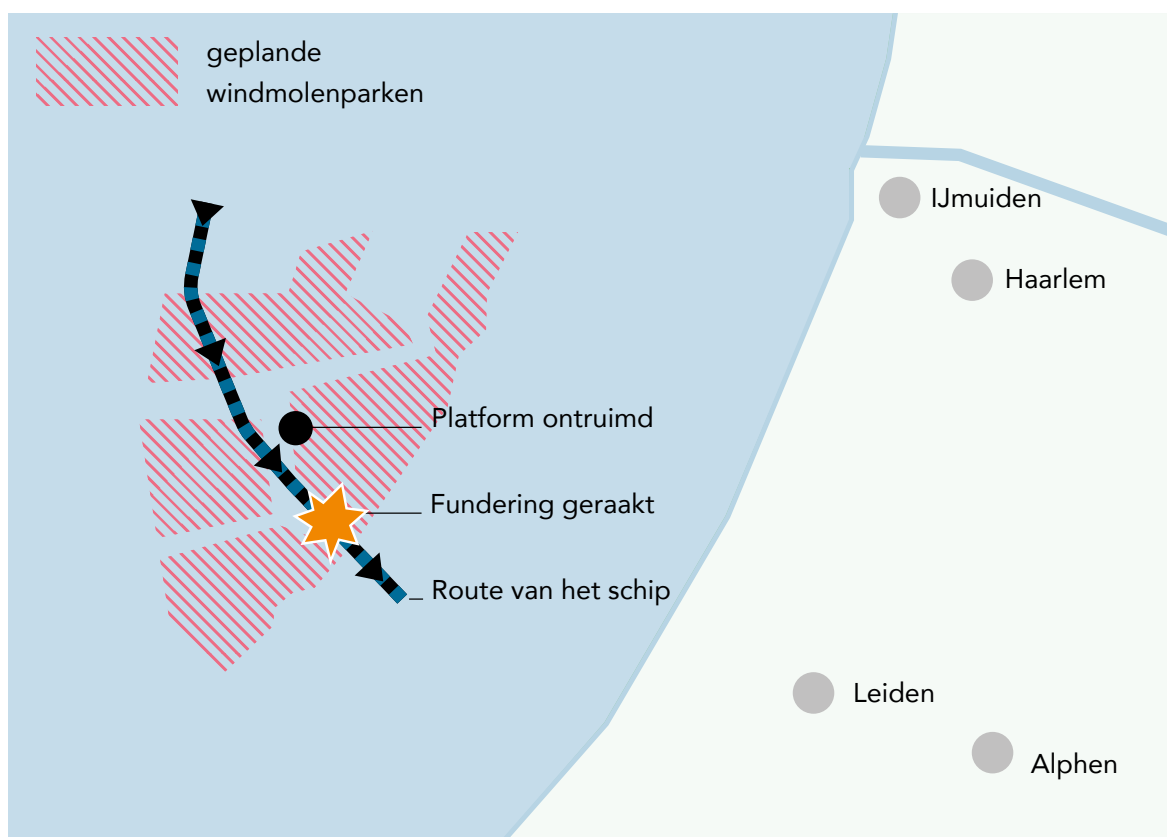 geplande
windmolenparken
IJmuiden
Haarlem
Platform ontruimd
Fundering geraakt
Route van het schip
Leiden
Alphen